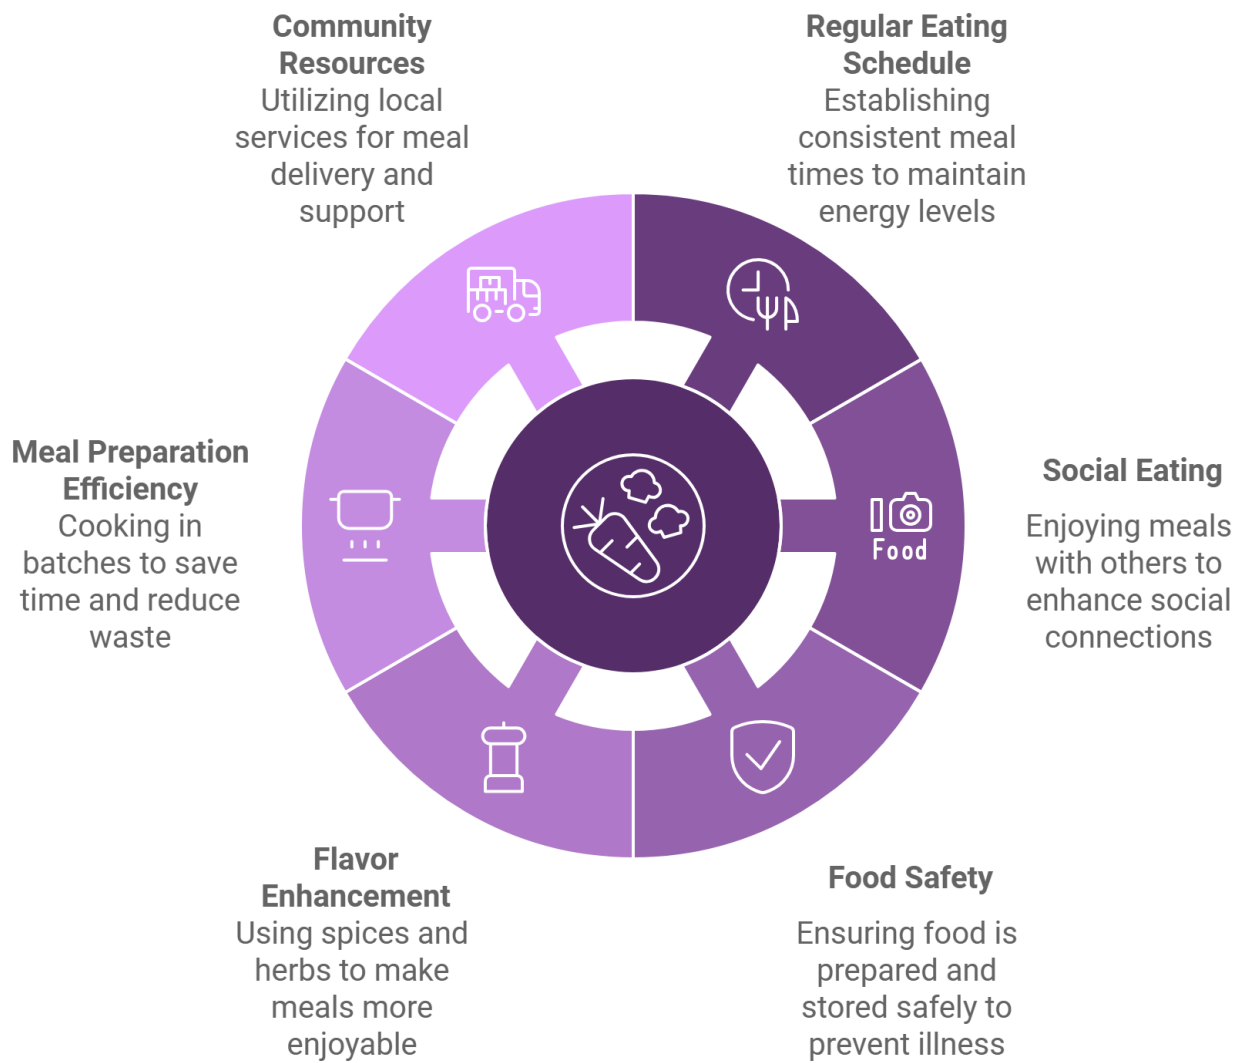 Community
Resources
Utilizing local
services for meal
delivery and
support
Regular Eating
Schedule
Establishing
consistent meal
times to maintain
energy levels
Meal Preparation
Efficiency
Cooking in
batches to save
time and reduce
waste
Food
Social Eating
Enjoying meals
with others to
enhance social
connections
Flavor
Enhancement
Using spices and
herbs to make
meals more
enjoyable
Food Safety
Ensuring food is
prepared and
stored safely to
prevent illness